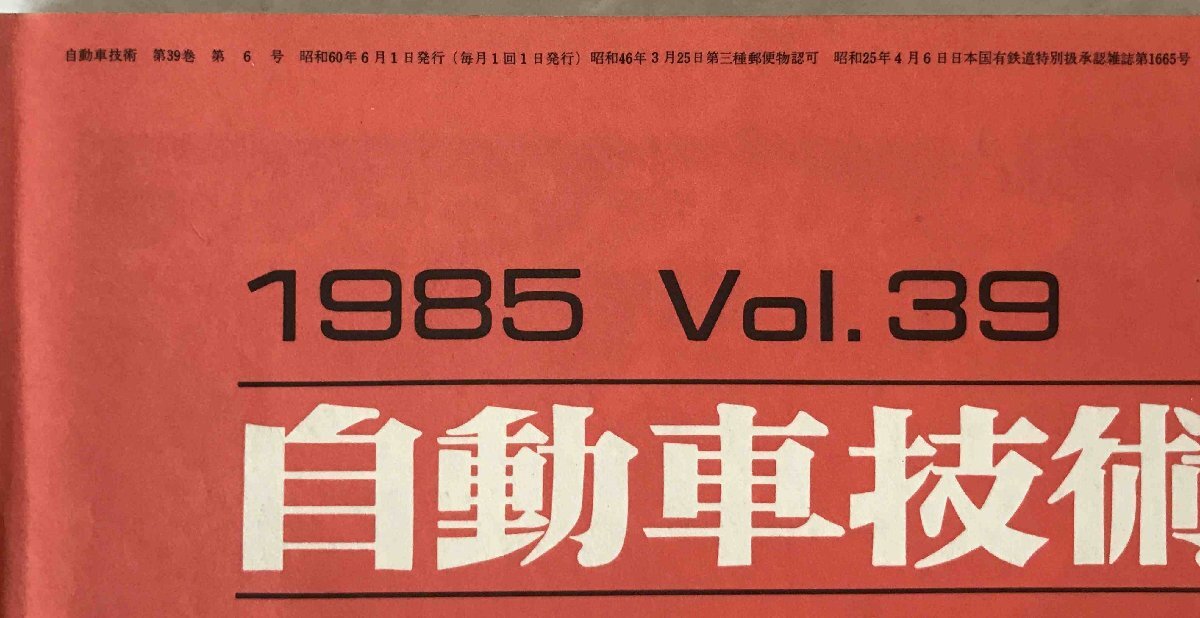 自動車技術 第39巻 第 6 号 昭和60年6月1日発行（毎月1回1日発行）昭和46年3月25日第三種郵便物認可 昭和25年4月6日日本国有鉄道特別扱承認雑誌第1665号
1985 Vol.39
自動車技術